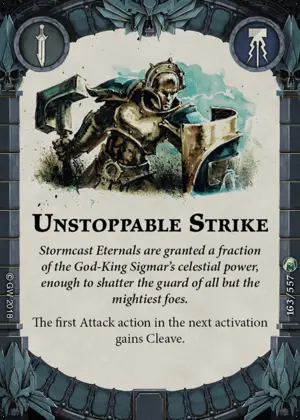 UNSTOPPABLE STRIKE
Stormcast Eternals are granted a fraction
of the God-King Sigmar's celestial power,
enough to shatter the guard of all but the
mightiest foes.
The first Attack action in the next activation
gains Cleave.
© GW 2018
163/557